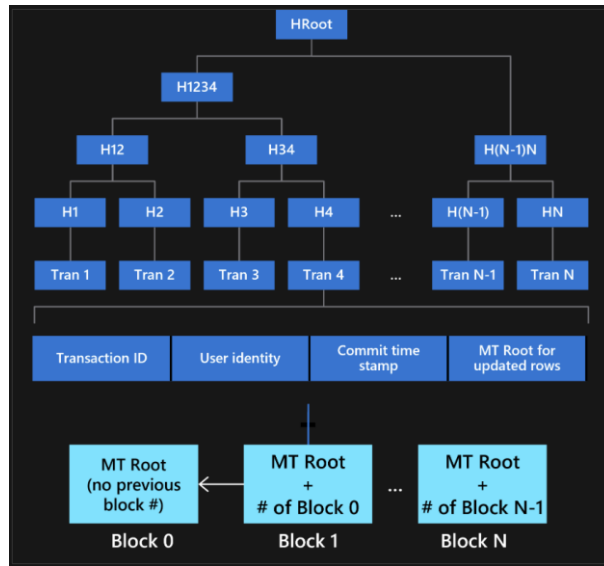 HRoot
H1234
H12 H34 H(N-1)N
H1 H2 H3 H4 ... H(N-1) HN
Tran 1 Tran 2 Tran 3 Tran 4 ... Tran N-1 Tran N
Transaction ID
User identity
Commit time
stamp
MT Root for
updated rows
MT Root
(no previous
block #)
MT Root
+
# of Block 0
...
MT Root
+
# of Block N-1
Block 0 Block 1 Block N